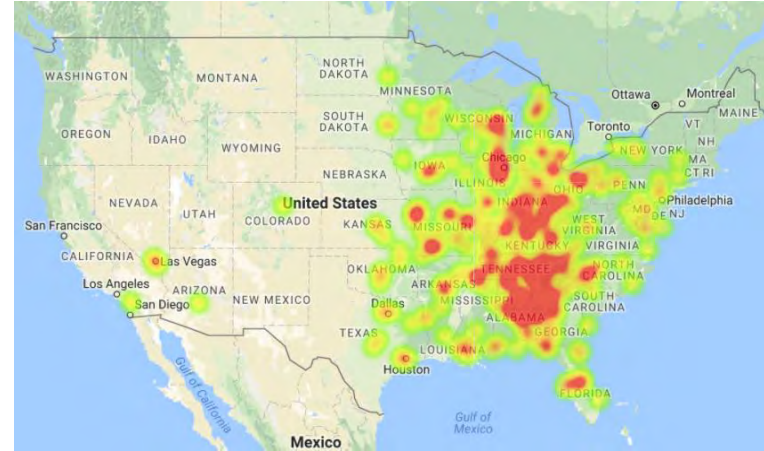 WASHINGTON
MONTANA
NORTH
DAKOTA
MINNESOTA
Ottawa
Montreal
MAINE
OREGON
IDAHO
WYOMING
SOUTH
DAKOTA
WISCONSIN
MICHIGAN
Toronto
VT
NH
NEW YORK
MA
CT RI
NEBRASKA
IOWA
Chicago
ILLINOIS
INDIANA
OHIO
PENN
Philadelphia
MD
DE NJ
NEVADA
UTAH
COLORADO
United States
KANSAS
MISSOURI
WEST
VIRGINIA
VIRGINIA
KENTUCKY
San Francisco
CALIFORNIA
Las Vegas
Los Angeles
San Diego
ARIZONA
NEW MEXICO
OKLAHOMA
ARKANSAS
TENNESSEE
NORTH
CAROLINA
SOUTH
CAROLINA
MISSISSIPPI
ALABAMA
GEORGIA
Dallas
TEXAS
LOUISIANA
Houston
FLORIDA
Gulf of California
Gulf of
Mexico
Mexico